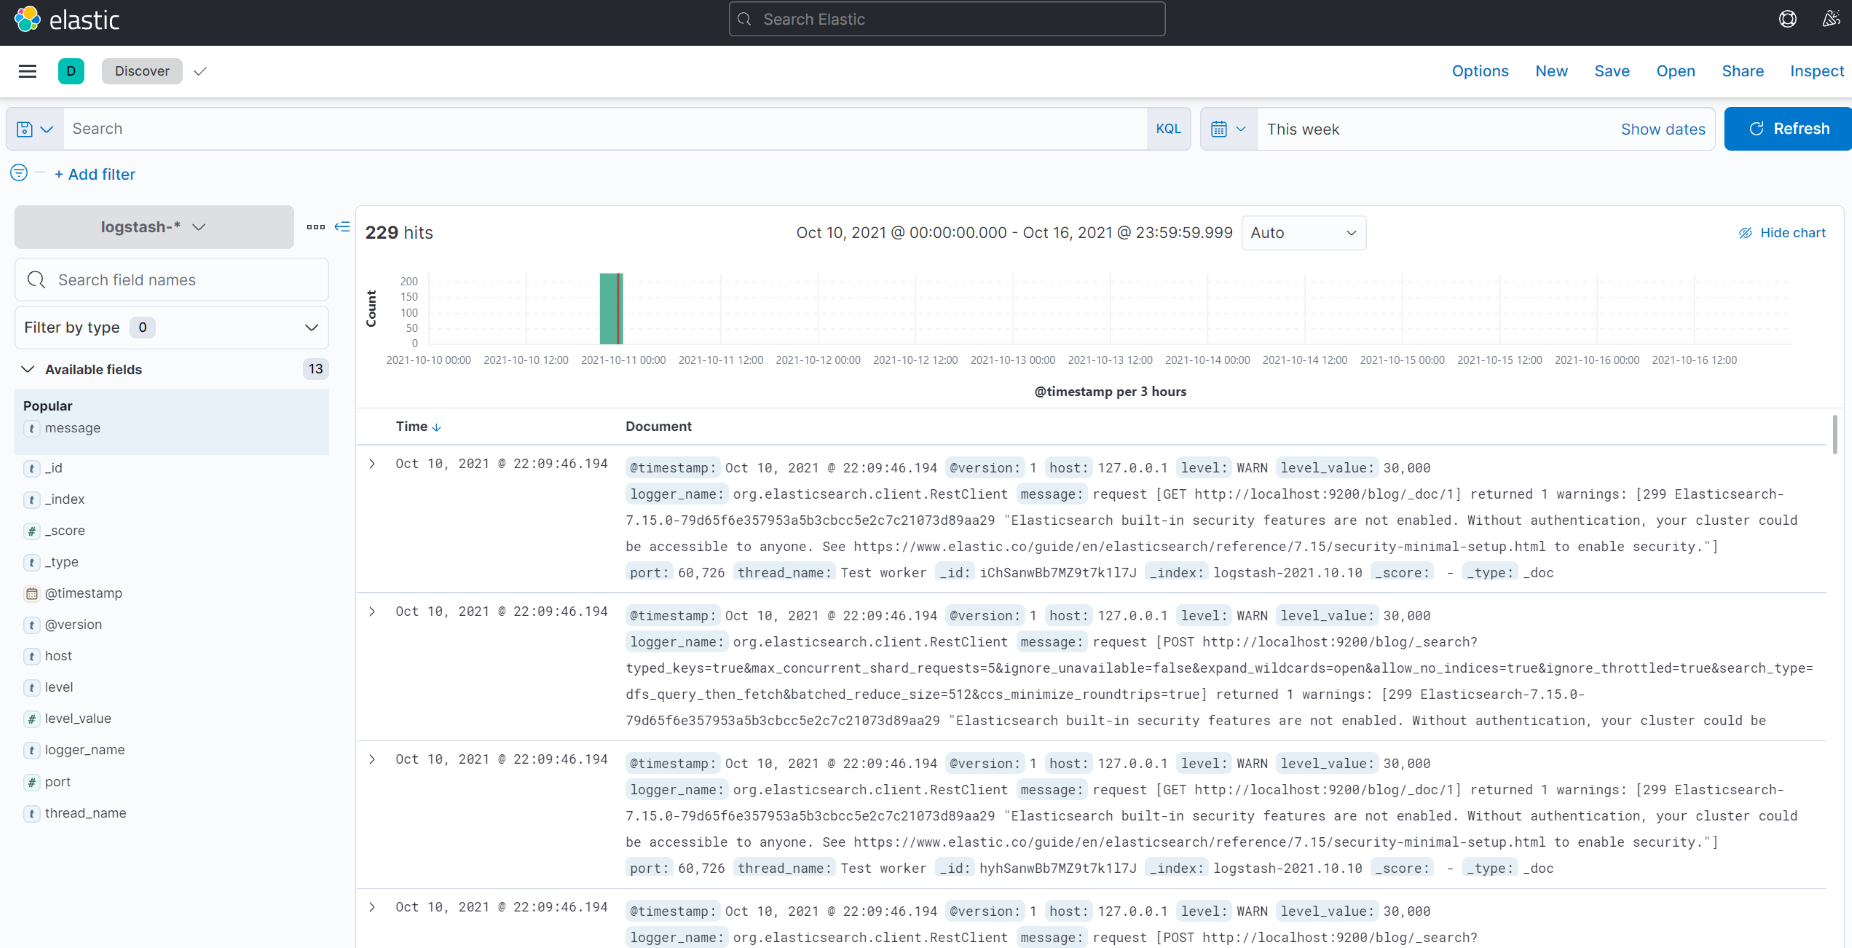 elastic
Search Elastic
D Discover
Options New Save Open Share Inspect
Search KQL This week Show dates Refresh
+ Add filter
logstash-*
229 hits
Oct 10, 2021 @ 00:00:00.000 - Oct 16, 2021 @ 23:59:59.999 Auto
Hide chart
Search field names
Filter by type 0
Available fields 13
Popular
t message
t _id
t _index
# _score
t _type
@timestamp
t @version
t host
t level
# level_value
t logger_name
# port
t thread_name
Count
200
150
100
50
0
2021-10-10 00:00 2021-10-10 12:00 2021-10-11 00:00 2021-10-11 12:00 2021-10-12 00:00 2021-10-12 12:00 2021-10-13 00:00 2021-10-13 12:00 2021-10-14 00:00 2021-10-14 12:00 2021-10-15 00:00 2021-10-15 12:00 2021-10-16 00:00 2021-10-16 12:00
@timestamp per 3 hours
Time Document
Oct 10, 2021 @ 22:09:46.194 @timestamp: Oct 10, 2021 @ 22:09:46.194 @version: 1 host: 127.0.0.1 level: WARN level_value: 30,000
logger_name: org.elasticsearch.client.RestClient message: request [GET http://localhost:9200/blog/_doc/1] returned 1 warnings: [299 Elasticsearch-
7.15.0-79d65f6e357953a5b3cbcc5e2c7c21073d89aa29 "Elasticsearch built-in security features are not enabled. Without authentication, your cluster could
be accessible to anyone. See https://www.elastic.co/guide/en/elasticsearch/reference/7.15/security-minimal-setup.html to enable security."]
port: 60,726 thread_name: Test worker _id: iChSanwBb7MZ9t7k1l7J _index: logstash-2021.10.10 _score: - _type: _doc
Oct 10, 2021 @ 22:09:46.194 @timestamp: Oct 10, 2021 @ 22:09:46.194 @version: 1 host: 127.0.0.1 level: WARN level_value: 30,000
logger_name: org.elasticsearch.client.RestClient message: request [POST http://localhost:9200/blog/_search?
typed_keys=true&max_concurrent_shard_requests=5&ignore_unavailable=false&expand_wildcards=open&allow_no_indices=true&ignore_throttled=true&search_type=
dfs_query_then_fetch&batched_reduce_size=512&ccs_minimize_roundtrips=true] returned 1 warnings: [299 Elasticsearch-7.15.0-
79d65f6e357953a5b3cbcc5e2c7c21073d89aa29 "Elasticsearch built-in security features are not enabled. Without authentication, your cluster could be
Oct 10, 2021 @ 22:09:46.194 @timestamp: Oct 10, 2021 @ 22:09:46.194 @version: 1 host: 127.0.0.1 level: WARN level_value: 30,000
logger_name: org.elasticsearch.client.RestClient message: request [GET http://localhost:9200/blog/_doc/1] returned 1 warnings: [299 Elasticsearch-
7.15.0-79d65f6e357953a5b3cbcc5e2c7c21073d89aa29 "Elasticsearch built-in security features are not enabled. Without authentication, your cluster could
be accessible to anyone. See https://www.elastic.co/guide/en/elasticsearch/reference/7.15/security-minimal-setup.html to enable security."]
port: 60,726 thread_name: Test worker _id: hyhSanwBb7MZ9t7k1l7J _index: logstash-2021.10.10 _score: - _type: _doc
Oct 10, 2021 @ 22:09:46.194 @timestamp: Oct 10, 2021 @ 22:09:46.194 @version: 1 host: 127.0.0.1 level: WARN level_value: 30,000
logger_name: org.elasticsearch.client.RestClient message: request [POST http://localhost:9200/blog/_search?